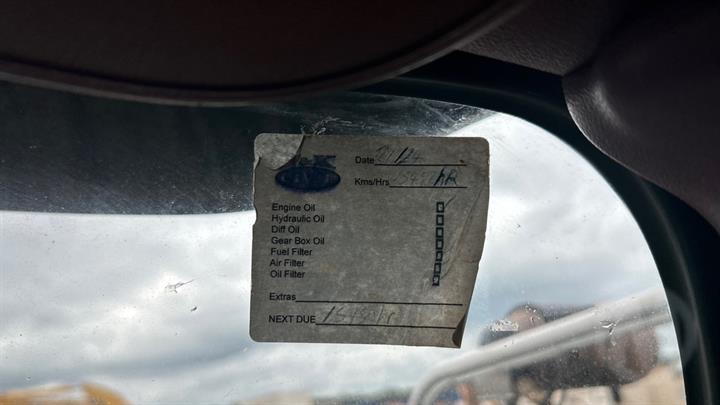 Date
Kms/Hrs
Engine Oil
Hydraulic Oil
Diff Oil
Gear Box Oil
Fuel Filter
Air Filter
Oil Filter
Extras
NEXT DUE